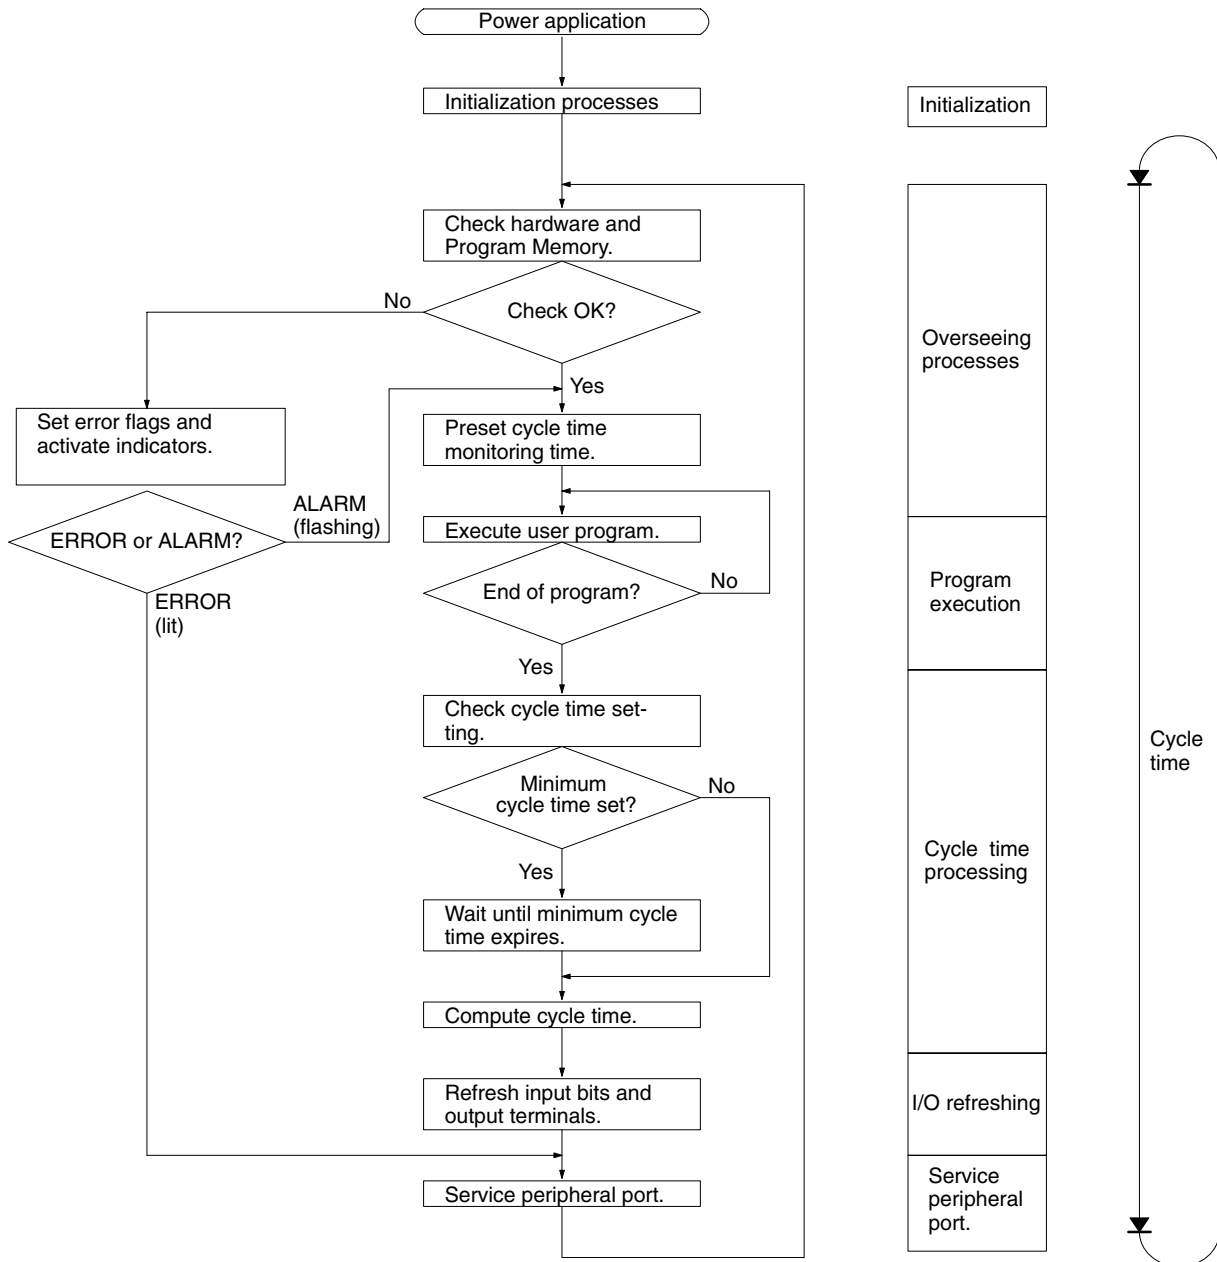 Power application
Initialization processes
Initialization
Check hardware and
Program Memory.
No
Check OK?
Overseeing
processes
Yes
Set error flags and
activate indicators.
Preset cycle time
monitoring time.
ALARM
(flashing)
ERROR or ALARM?
Execute user program.
No
End of program?
Program
execution
ERROR
(lit)
Yes
Check cycle time set-
ting.
Cycle
time
Minimum
cycle time set?
No
Cycle time
processing
Yes
Wait until minimum cycle
time expires.
Compute cycle time.
Refresh input bits and
output terminals.
I/O refreshing
Service peripheral port.
Service
peripheral
port.